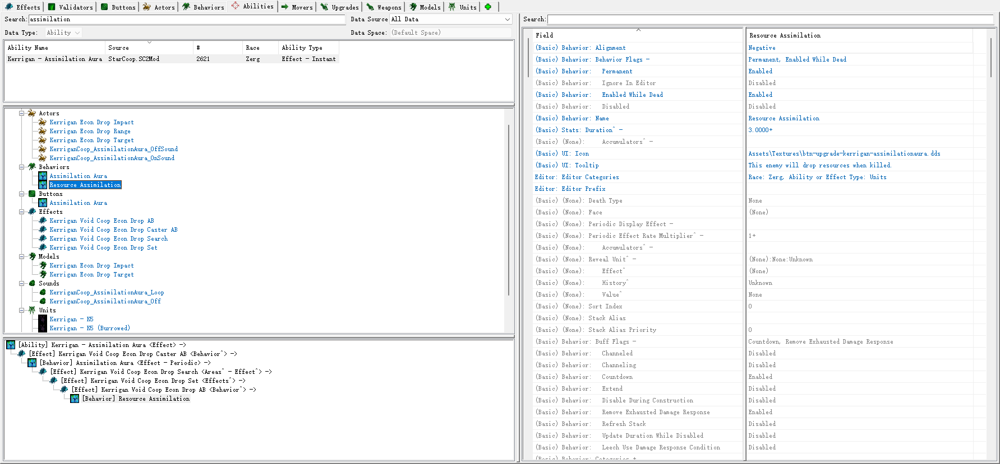 Effects Validators Buttons Actors Behaviors Abilities Movers Upgrades Weapons Models Units
Search: assimilation Data Source All Data
Data Type: Ability Data Space: (Default Space)
Ability Name Source # Race Ability Type
Kerrigan - Assimilation Aura StarCoop.SC2Mod 2621 Zerg Effect - Instant
Actors
Kerrigan Econ Drop Impact
Kerrigan Econ Drop Range
Kerrigan Econ Drop Target
KerriganCoop_AssimilationAura_OffSound
KerriganCoop_AssimilationAura_OnSound
Behaviors
Assimilation Aura
Resource Assimilation
Buttons
Assimilation Aura
Effects
Kerrigan Void Coop Econ Drop AB
Kerrigan Void Coop Econ Drop Caster AB
Kerrigan Void Coop Econ Drop Search
Kerrigan Void Coop Econ Drop Set
Models
Kerrigan Econ Drop Impact
Kerrigan Econ Drop Target
Sounds
KerriganCoop_AssimilationAura_Loop
KerriganCoop_AssimilationAura_Off
Units
Kerrigan - K5
Kerrigan - K5 (Burrowed)
[Ability] Kerrigan - Assimilation Aura <Effect> ->
[Effect] Kerrigan Void Coop Econ Drop Caster AB <Behavior^> ->
[Behavior] Assimilation Aura <Effect - Periodic> ->
[Effect] Kerrigan Void Coop Econ Drop Search <Areas^ - Effect^> ->
[Effect] Kerrigan Void Coop Econ Drop Set <Effects^> ->
[Effect] Kerrigan Void Coop Econ Drop AB <Behavior^> ->
[Behavior] Resource Assimilation
Search:
Field Resource Assimilation
(Basic) Behavior: Alignment Negative
(Basic) Behavior: Behavior Flags - Permanent, Enabled While Dead
(Basic) Behavior: Permanent Enabled
(Basic) Behavior: Ignore In Editor Disabled
(Basic) Behavior: Enabled While Dead Enabled
(Basic) Behavior: Disabled Disabled
(Basic) Behavior: Name Resource Assimilation
(Basic) Stats: Duration^ - 3.0000+
(Basic) (None): Accumulators^ -
(Basic) UI: Icon Assets\Textures\btn-upgrade-kerrigan-assimilationaura.dds
(Basic) UI: Tooltip This enemy will drop resources when killed.
Editor: Editor Categories Race: Zerg, Ability or Effect Type: Units
Editor: Editor Prefix
(Basic) (None): Death Type None
(Basic) (None): Face (None)
(Basic) (None): Periodic Display Effect -
(Basic) (None): Periodic Effect Rate Multiplier^ - 1+
(Basic) (None): Accumulators^ -
(Basic) (None): Reveal Unit^ - (None):None:Unknown
(Basic) (None): Effect^ (None)
(Basic) (None): History^ Unknown
(Basic) (None): Value^ None
(Basic) (None): Sort Index 0
(Basic) (None): Stack Alias
(Basic) (None): Stack Alias Priority 0
(Basic) Behavior: Buff Flags - Countdown, Remove Exhausted Damage Response
(Basic) Behavior: Channeled Disabled
(Basic) Behavior: Channeling Disabled
(Basic) Behavior: Countdown Enabled
(Basic) Behavior: Extend Disabled
(Basic) Behavior: Disable During Construction Disabled
(Basic) Behavior: Remove Exhausted Damage Response Enabled
(Basic) Behavior: Refresh Stack Disabled
(Basic) Behavior: Update Duration While Disabled Disabled
(Basic) Behavior: Leech Use Damage Response Condition Disabled
(Basic) Behavior: Categories +